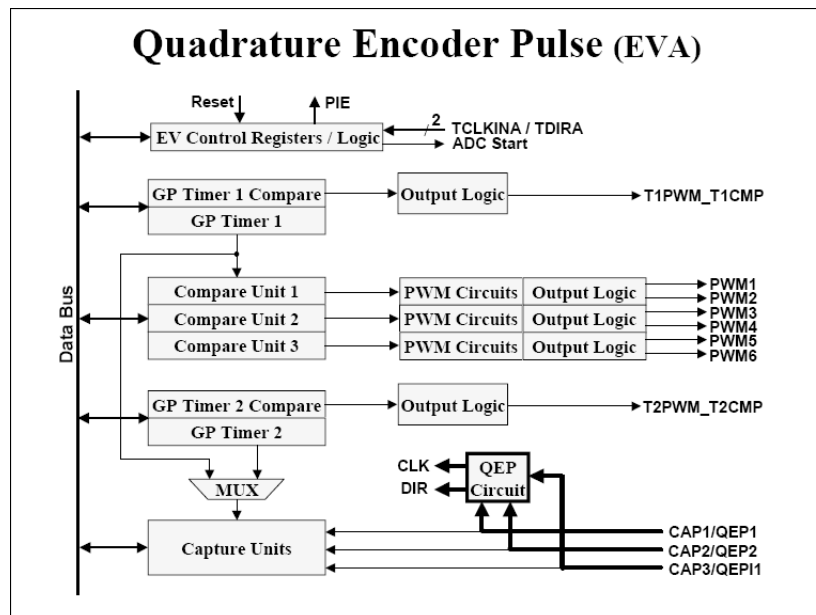 Quadrature Encoder Pulse (EVA)
Reset
PIE
2
TCLKINA / TDIRA
EV Control Registers / Logic
ADC Start
GP Timer 1 Compare
Output Logic
T1PWM_T1CMP
GP Timer 1
Compare Unit 1
PWM Circuits
Output Logic
PWM1
PWM2
Compare Unit 2
PWM Circuits
Output Logic
PWM3
PWM4
Compare Unit 3
PWM Circuits
Output Logic
PWM5
PWM6
Data Bus
GP Timer 2 Compare
Output Logic
T2PWM_T2CMP
GP Timer 2
MUX
CLK
DIR
QEP
Circuit
Capture Units
CAP1/QEP1
CAP2/QEP2
CAP3/QEPI1